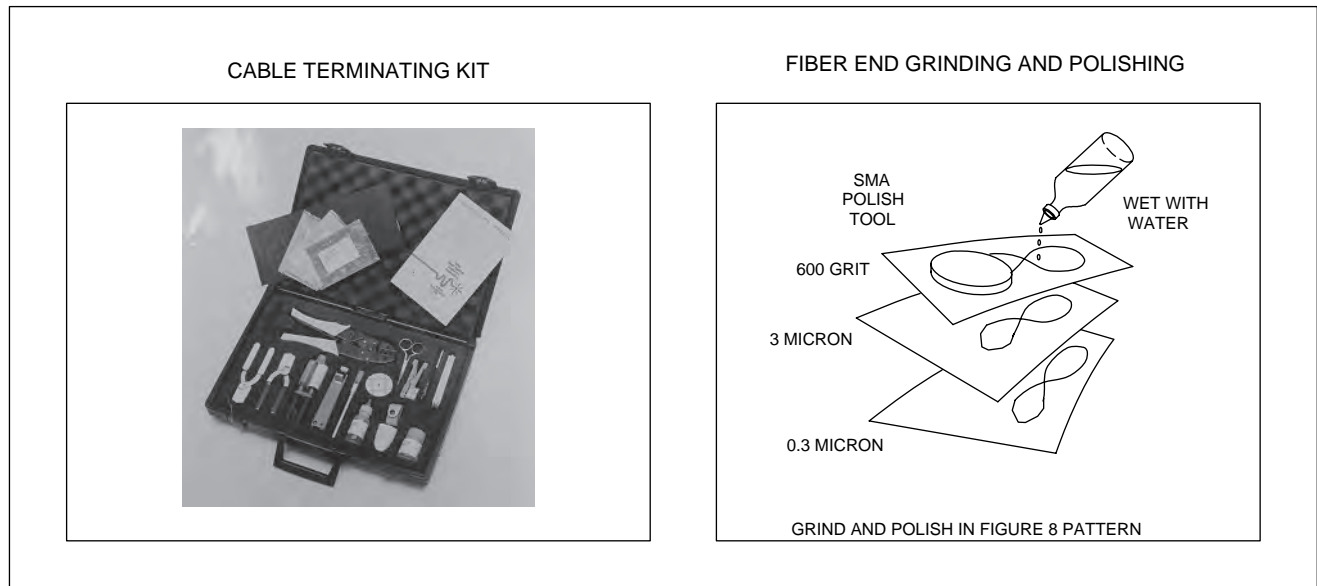 CABLE TERMINATING KIT
FIBER END GRINDING AND POLISHING
SMA
POLISH
TOOL
WET WITH
WATER
600 GRIT
3 MICRON
0.3 MICRON
GRIND AND POLISH IN FIGURE 8 PATTERN